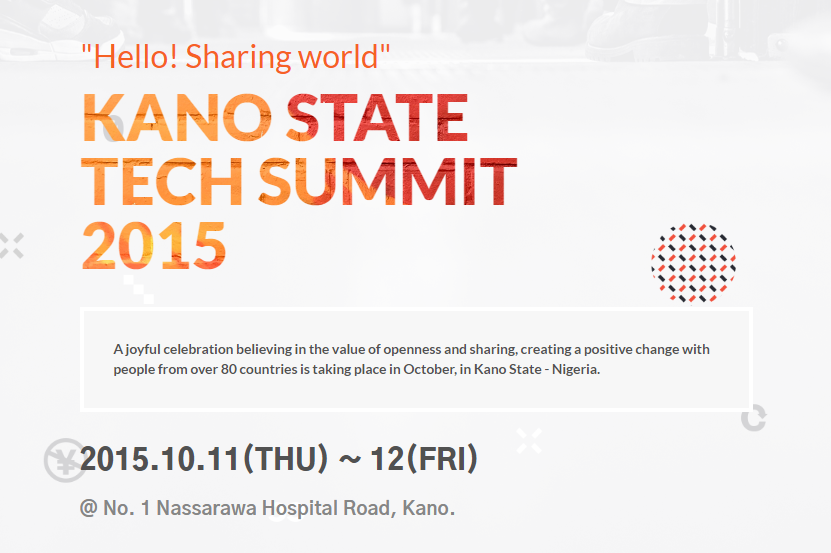 "Hello! Sharing world"
KANO STATE
TECH SUMMIT
2015
A joyful celebration believing in the value of openness and sharing, creating a positive change with
people from over 80 countries is taking place in October, in Kano State - Nigeria.
2015.10.11(THU) ~ 12(FRI)
@ No. 1 Nassarawa Hospital Road, Kano.